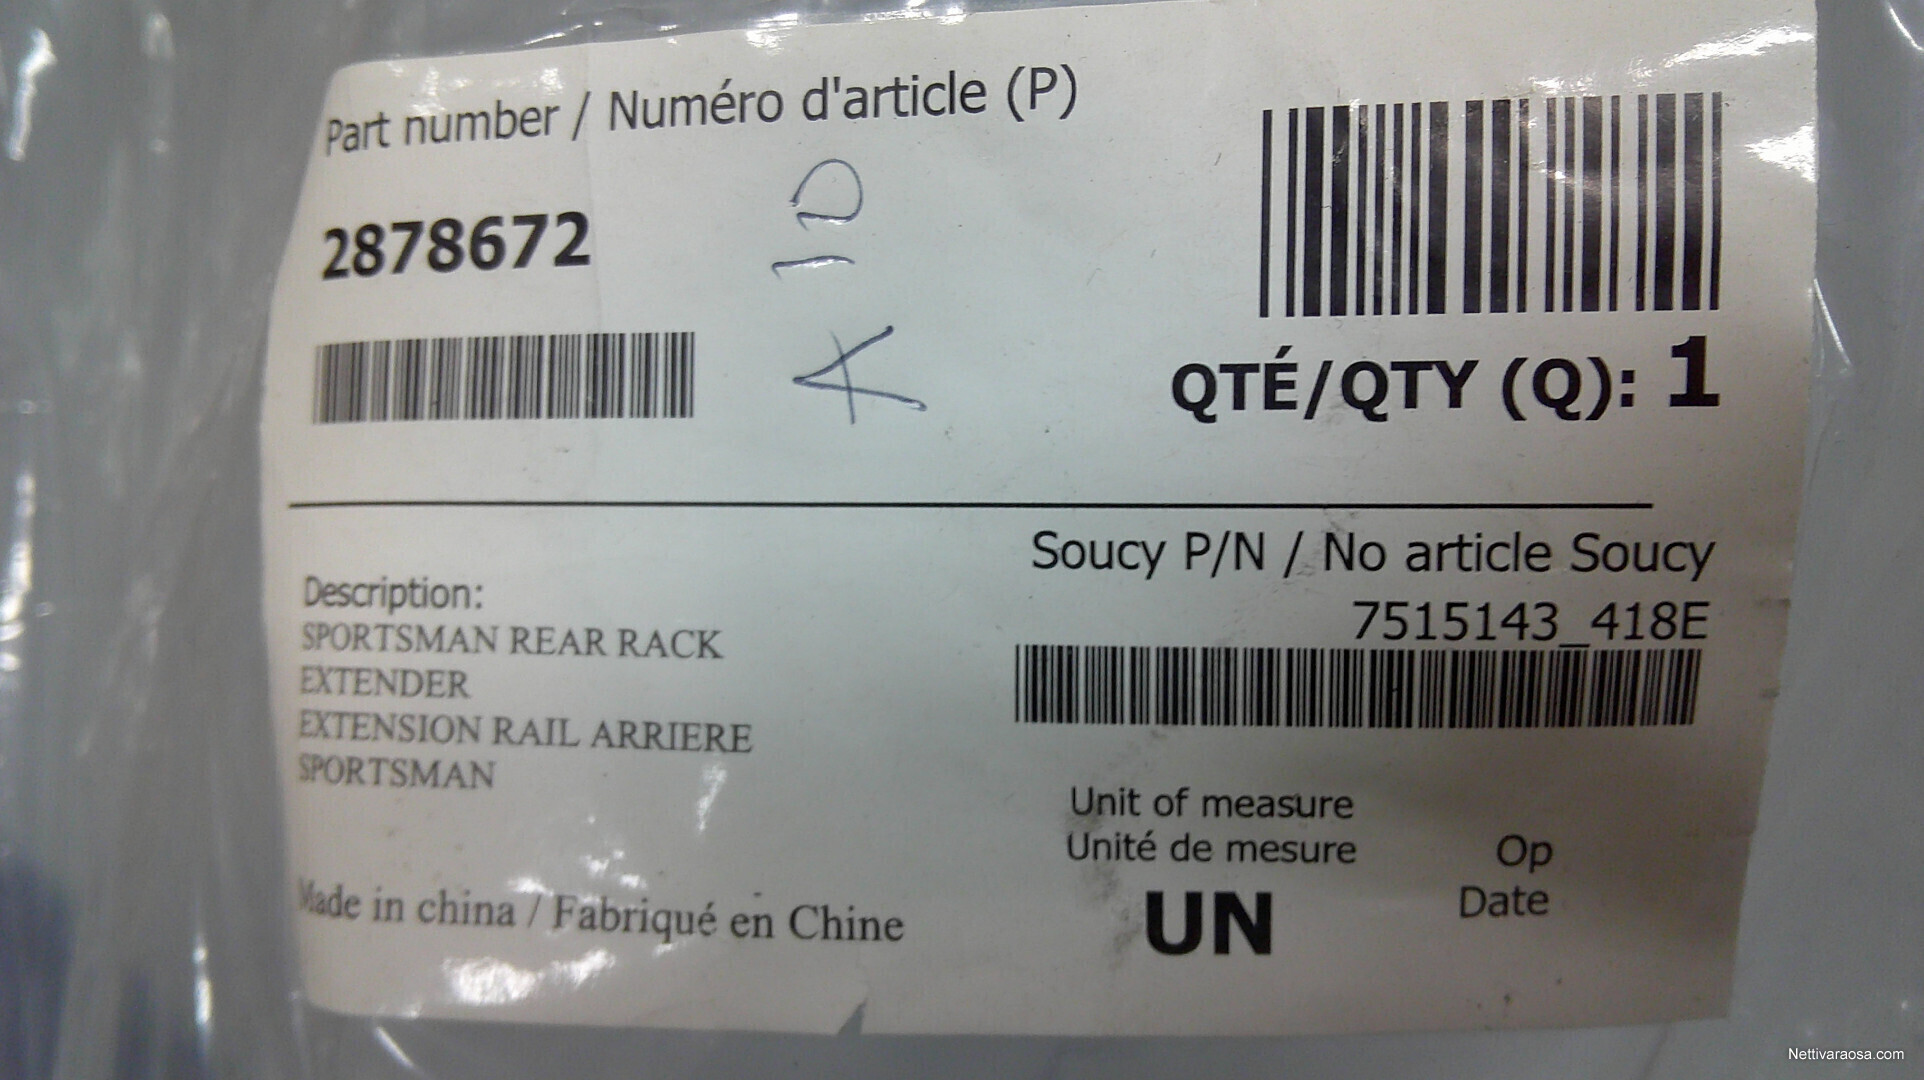 Part number / Numéro d'article (P)
2878672
A 10
QTÉ/QTY (Q): 1
Soucy P/N / No article Soucy
7515143_418E
Description:
SPORTSMAN REAR RACK
EXTENDER
EXTENSION RAIL ARRIERE
SPORTSMAN
Unit of measure
Unité de mesure
UN
Op
Date
Made in china / Fabriqué en Chine
Nettivaraosa.com